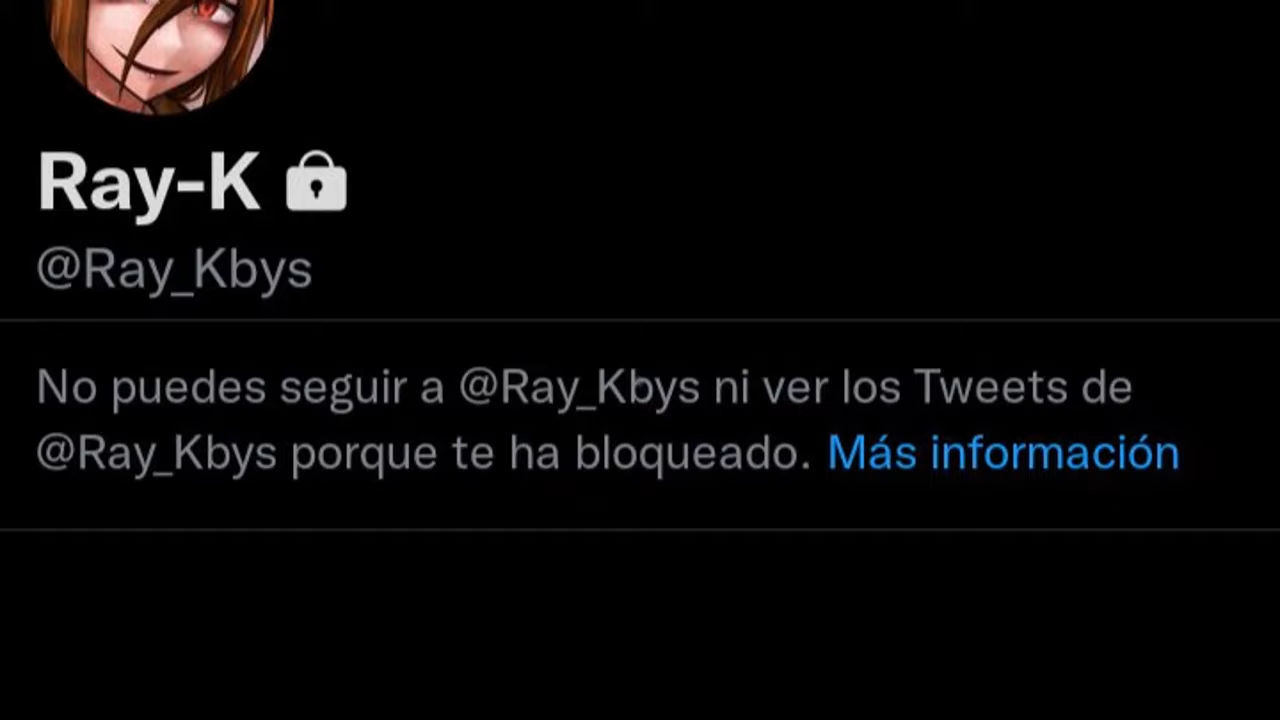 Ray-K
@Ray_Kbys
No puedes seguir a @Ray_Kbys ni ver los Tweets de
@Ray_Kbys porque te ha bloqueado. Más información